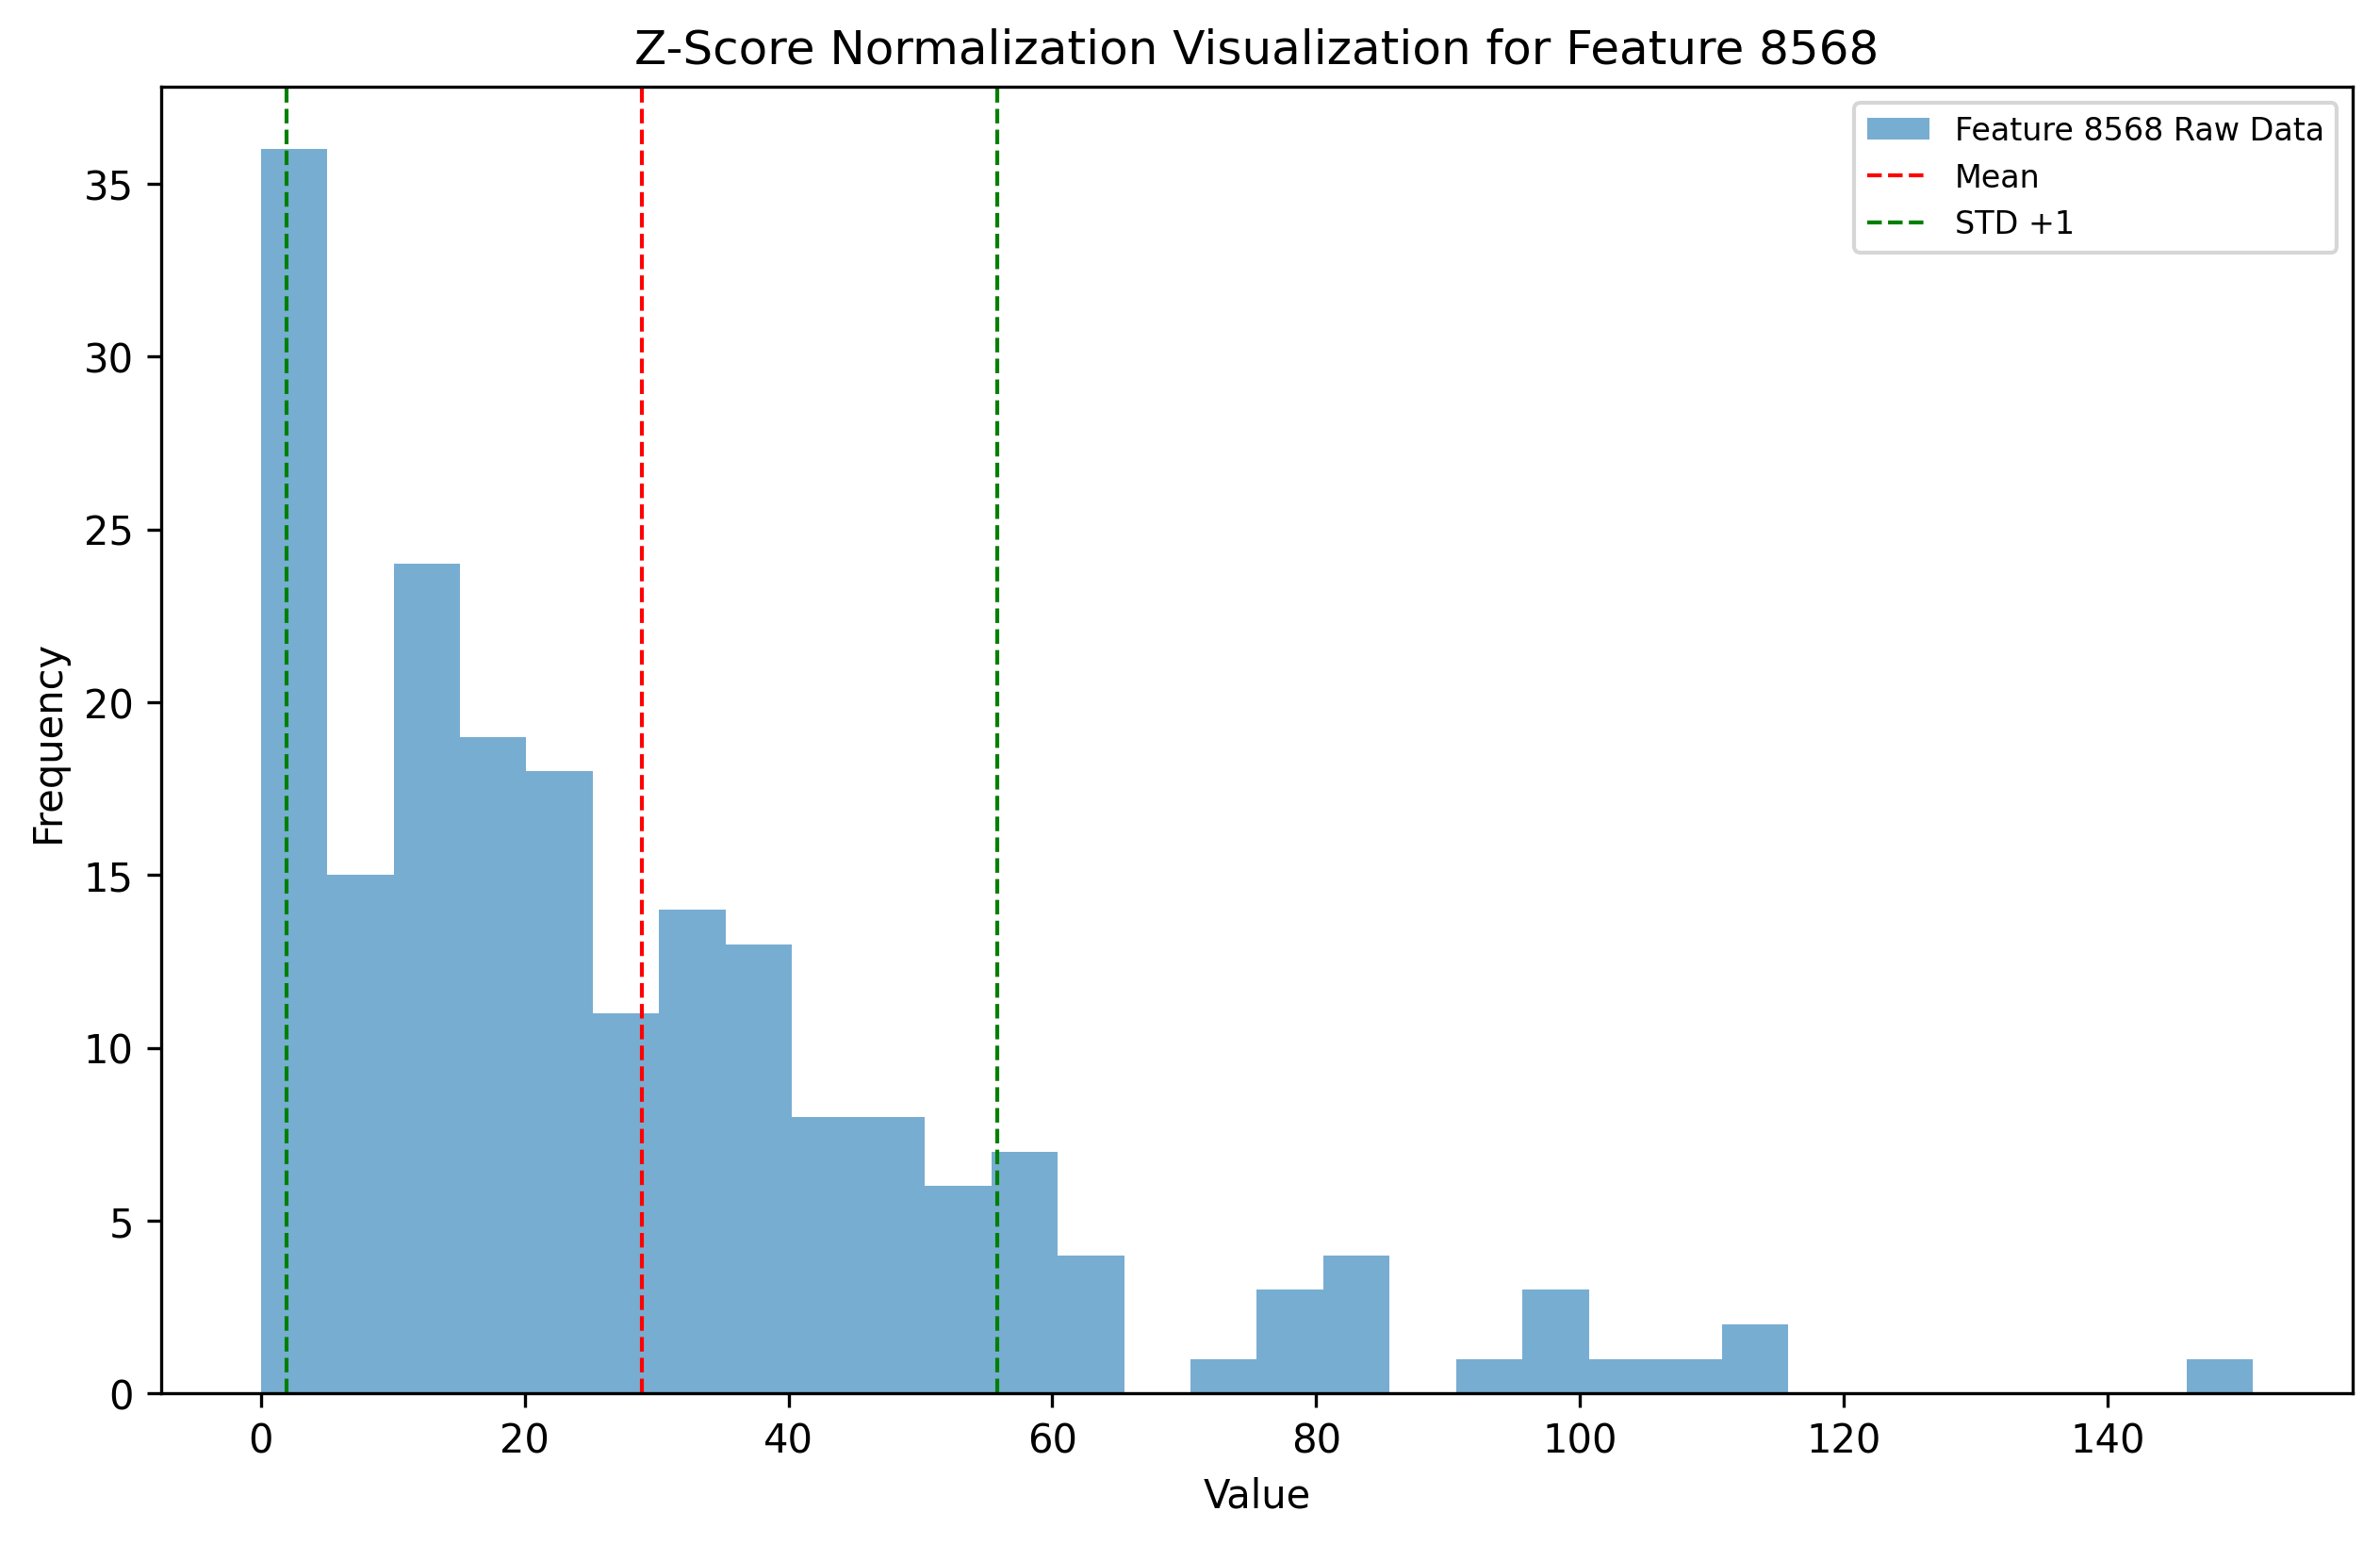 Z-Score Normalization Visualization for Feature 8568
Feature 8568 Raw Data
Mean
STD +1
35
30
25
20
15
10
5
0
Frequency
0 20 40 60 80 100 120 140
Value